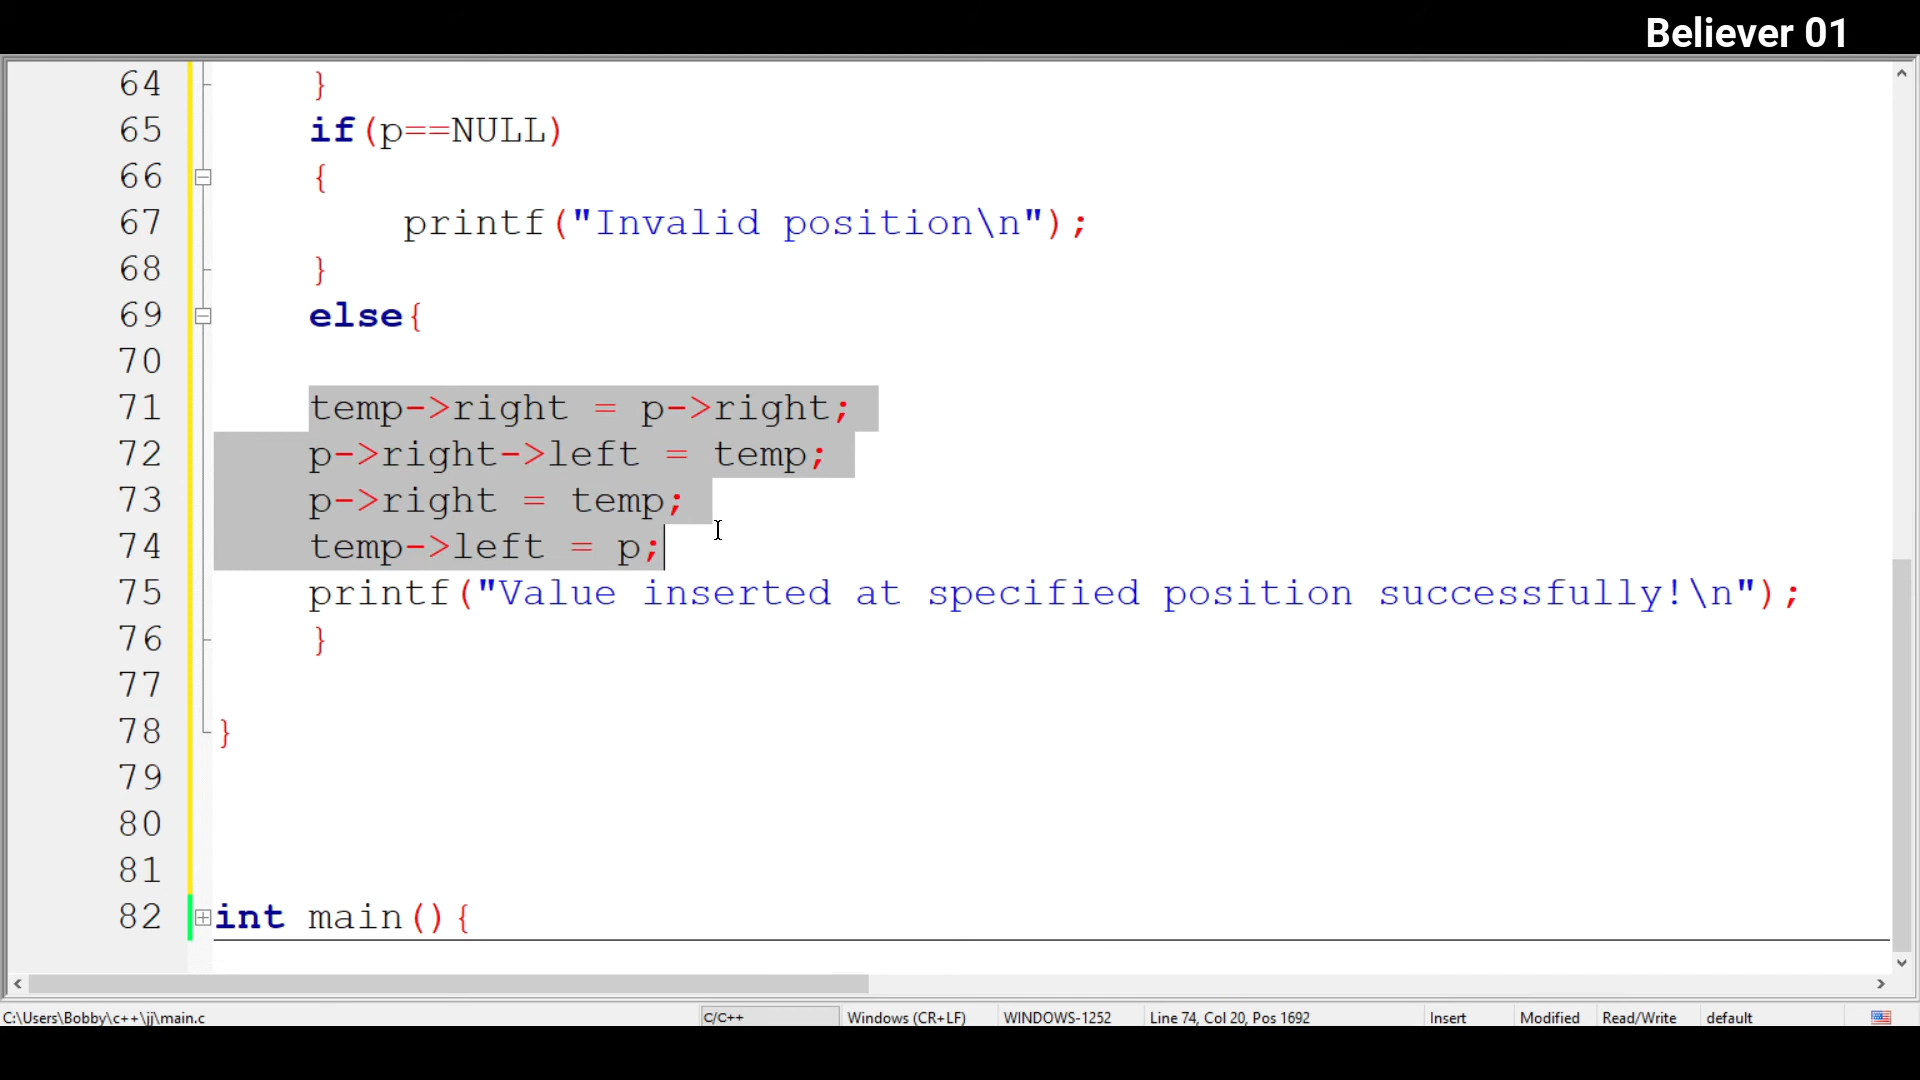 Believer 01
64 }
65 if(p==NULL)
66 {
67 printf("Invalid position\n");
68 }
69 else{
70
71 temp->right = p->right;
72 p->right->left = temp;
73 p->right = temp;
74 temp->left = p;
75 printf("Value inserted at specified position successfully!\n");
76 }
77
78 }
79
80
81
82 int main(){
C:\Users\Bobby\c++\jj\main.c C/C++ Windows (CR+LF) WINDOWS-1252 Line 74, Col 20, Pos 1692 Insert Modified Read/Write default